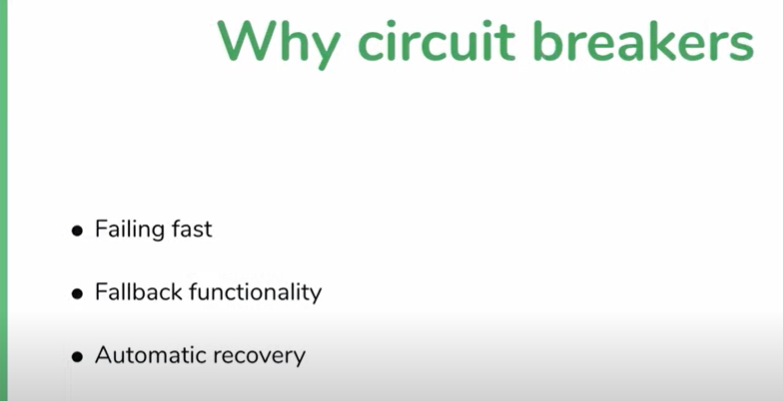 Why circuit breakers
● Failing fast
● Fallback functionality
● Automatic recovery